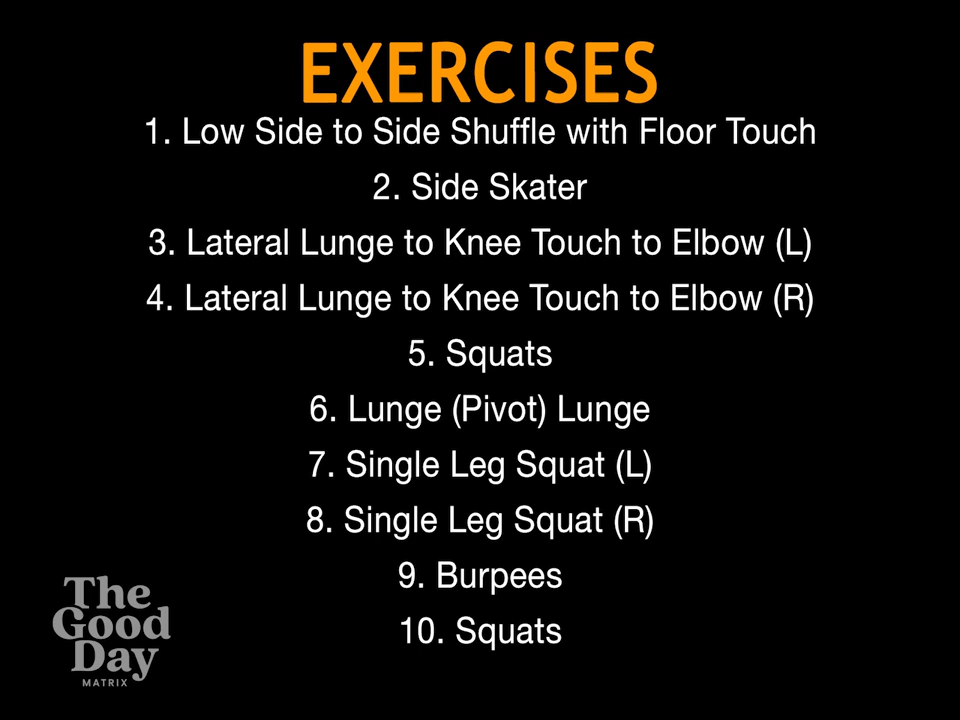 EXERCISES
1. Low Side to Side Shuffle with Floor Touch
2. Side Skater
3. Lateral Lunge to Knee Touch to Elbow (L)
4. Lateral Lunge to Knee Touch to Elbow (R)
5. Squats
6. Lunge (Pivot) Lunge
7. Single Leg Squat (L)
8. Single Leg Squat (R)
9. Burpees
10. Squats
The
Good
Day
MATRIX